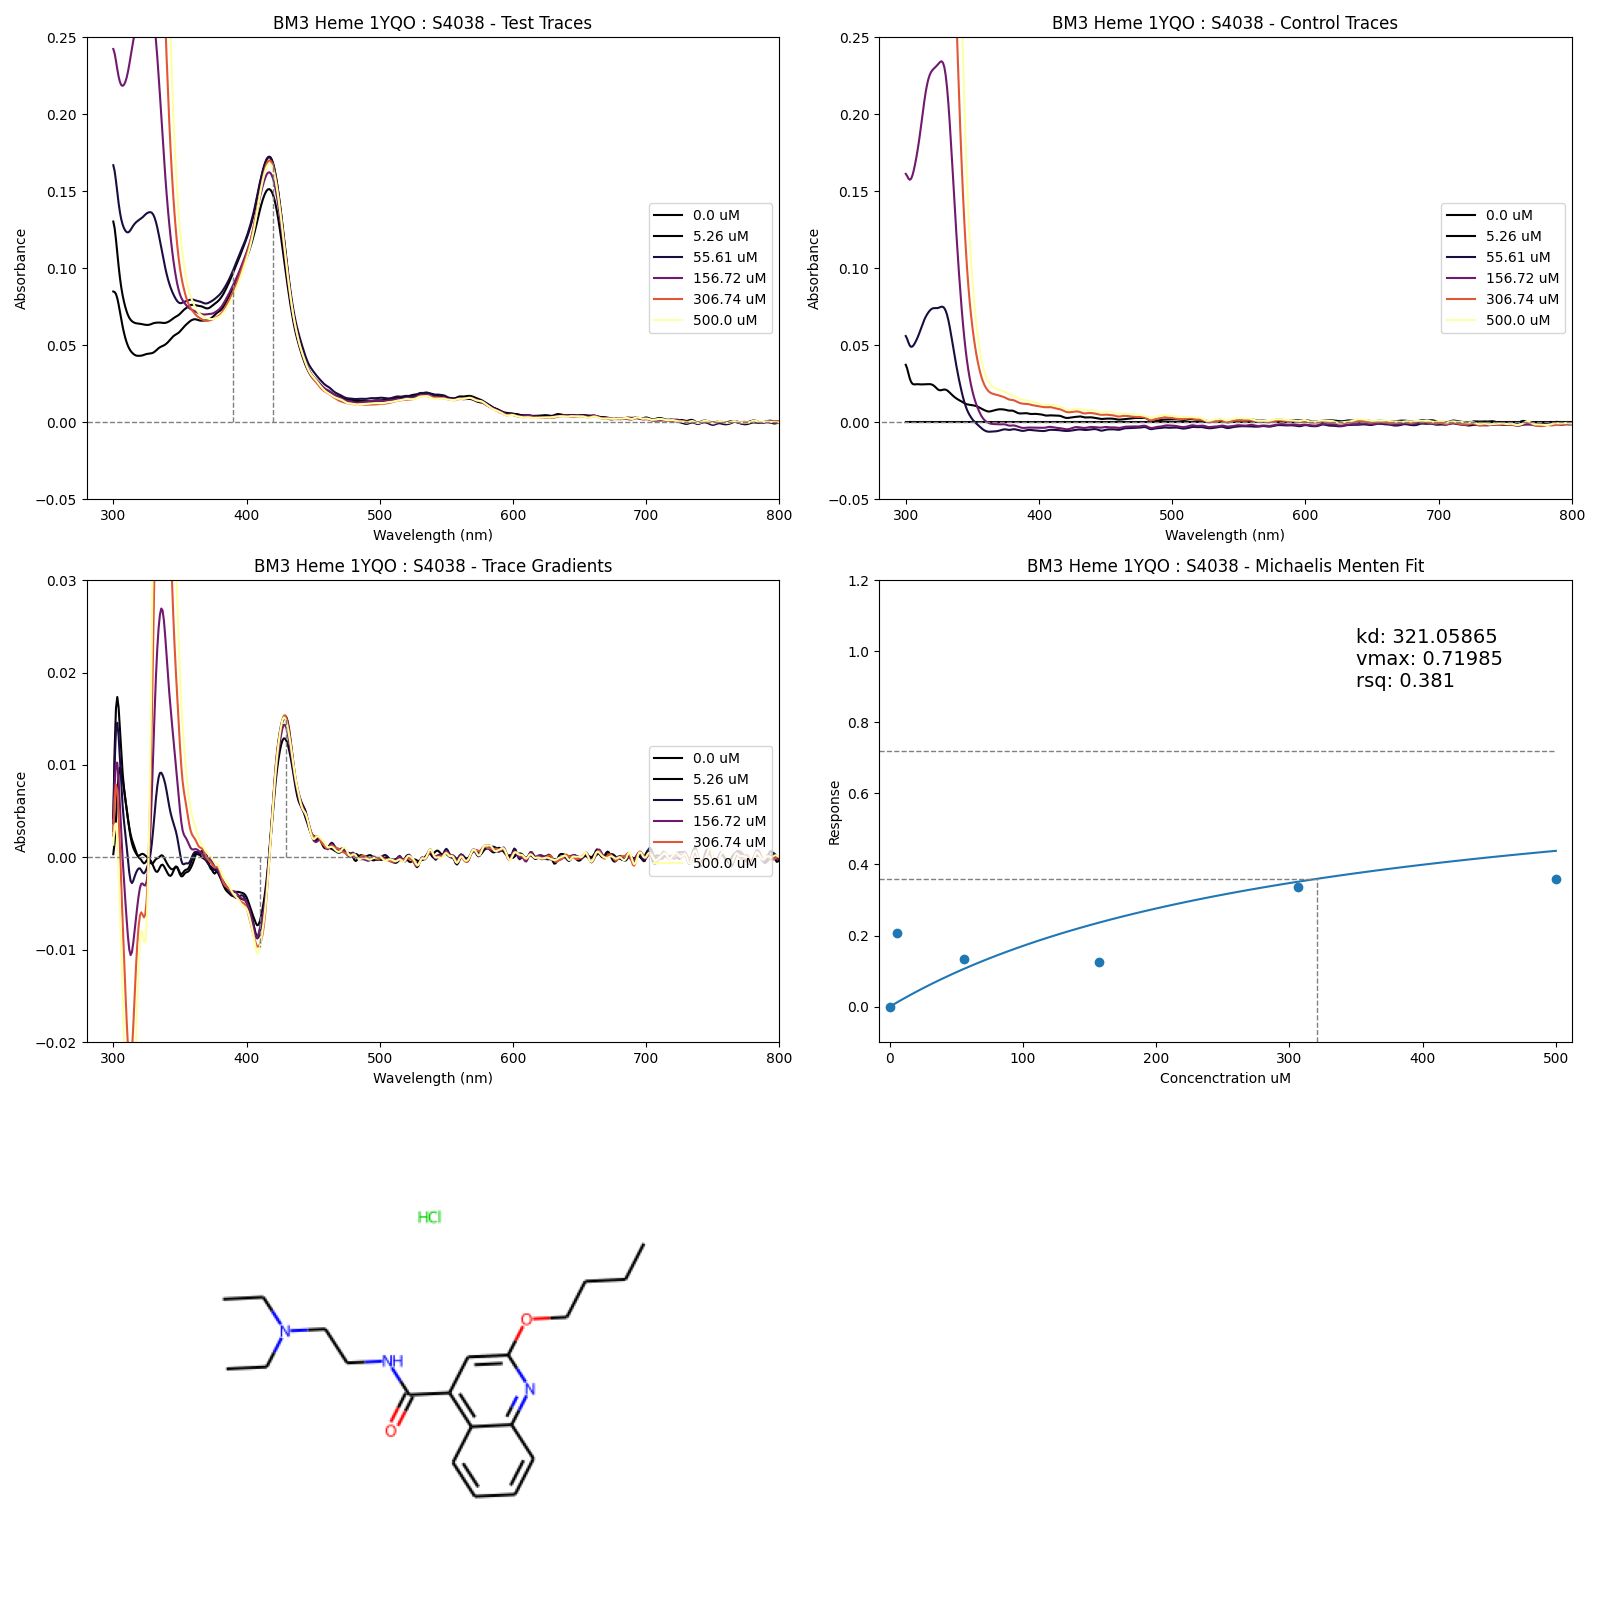 BM3 Heme 1YQO : S4038 - Test Traces
0.25
0.20
0.15
0.10
0.05
0.00
−0.05
Absorbance
300
400
500
600
700
800
Wavelength (nm)
0.0 uM
5.26 uM
55.61 uM
156.72 uM
306.74 uM
500.0 uM
BM3 Heme 1YQO : S4038 - Control Traces
0.25
0.20
0.15
0.10
0.05
0.00
−0.05
Absorbance
300
400
500
600
700
800
Wavelength (nm)
0.0 uM
5.26 uM
55.61 uM
156.72 uM
306.74 uM
500.0 uM
BM3 Heme 1YQO : S4038 - Trace Gradients
0.03
0.02
0.01
0.00
−0.01
−0.02
Absorbance
300
400
500
600
700
800
Wavelength (nm)
0.0 uM
5.26 uM
55.61 uM
156.72 uM
306.74 uM
500.0 uM
BM3 Heme 1YQO : S4038 - Michaelis Menten Fit
1.2
1.0
0.8
0.6
0.4
0.2
0.0
Response
0
100
200
300
400
500
Concenctration uM
kd: 321.05865
vmax: 0.71985
rsq: 0.381
HCl
O
N
NH
N
O